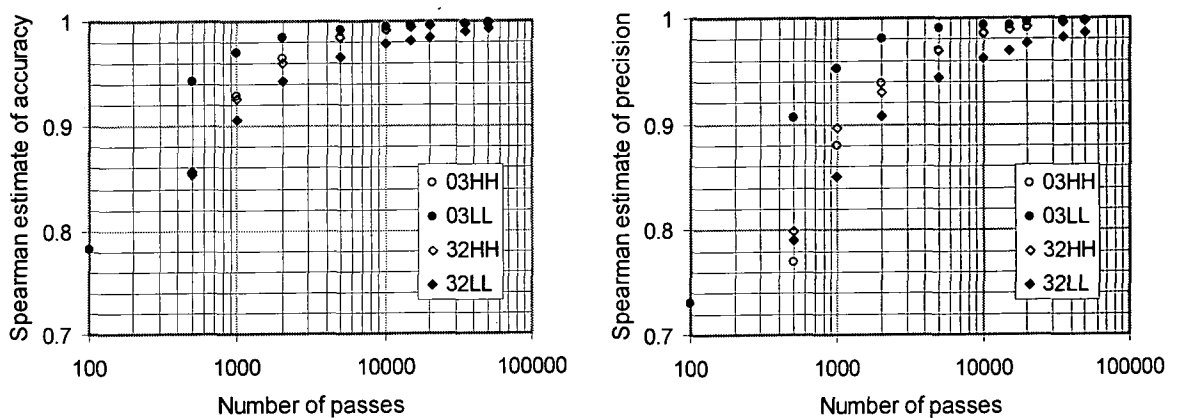 Spearman estimate of accuracy
1
0.9
0.8
0.7
100
1000
10000
100000
Number of passes
03HH
03LL
32HH
32LL
Spearman estimate of precision
1
0.9
0.8
0.7
100
1000
10000
100000
Number of passes
03HH
03LL
32HH
32LL